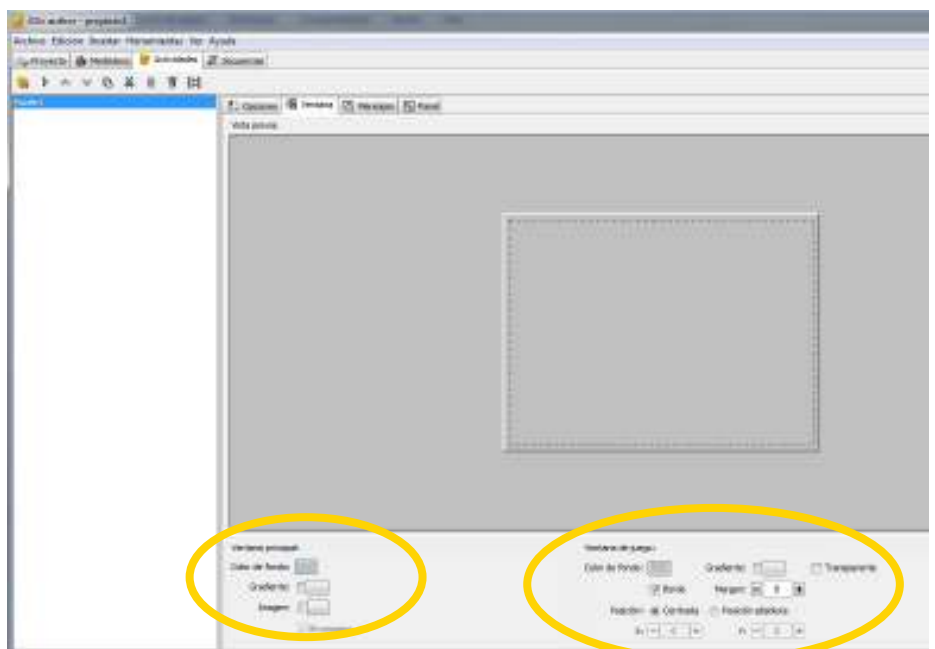 JClic author - proyecto1
Archivo Edición Insertar Herramientas Ver Ayuda
Proyecto Mediateca Actividades Secuencias
Opciones Ventana Mensajes Panel
Vista previa
Ventana principal:
Color de fondo:
Gradiente:
Imagen:
Ventana de juego:
Color de fondo: Gradiente: Transparente
Borde Margen: 8
Posición: Centrada Posición absoluta:
X: Y: